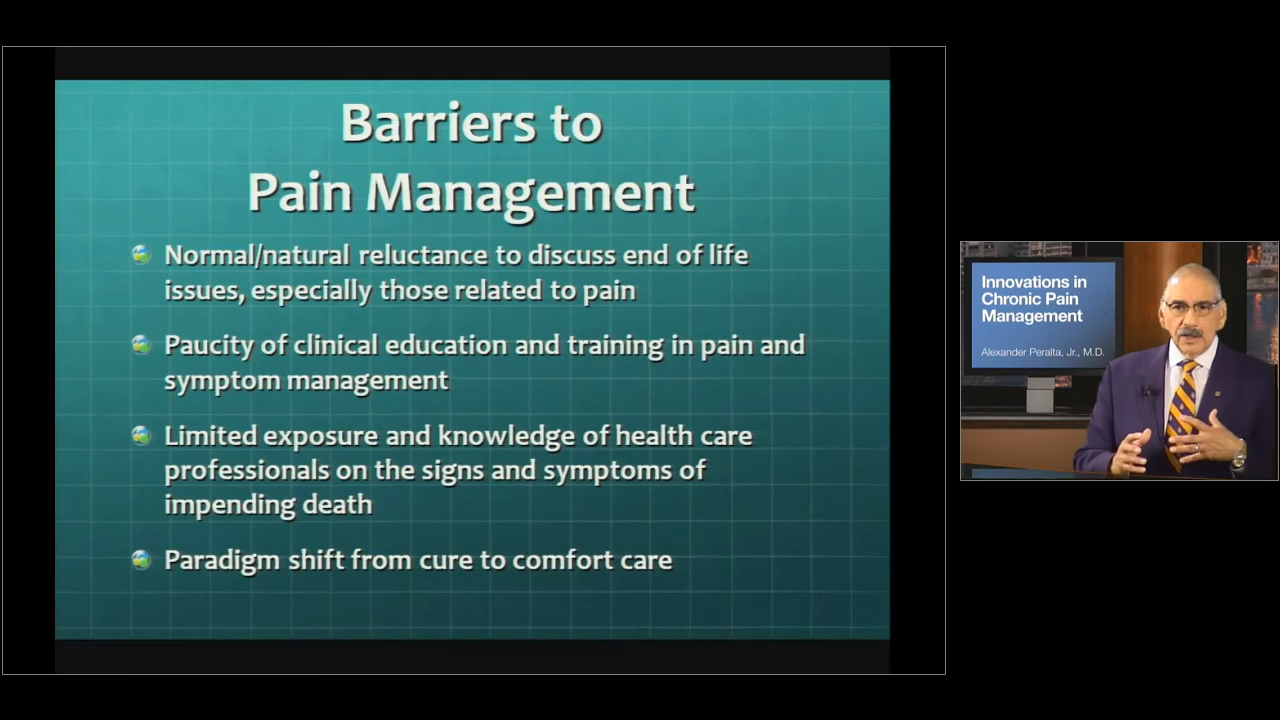 Barriers to
Pain Management
Normal/natural reluctance to discuss end of life
issues, especially those related to pain
Paucity of clinical education and training in pain and
symptom management
Limited exposure and knowledge of health care
professionals on the signs and symptoms of
impending death
Paradigm shift from cure to comfort care
Innovations in
Chronic Pain
Management
Alexander Peralta, Jr., M.D.